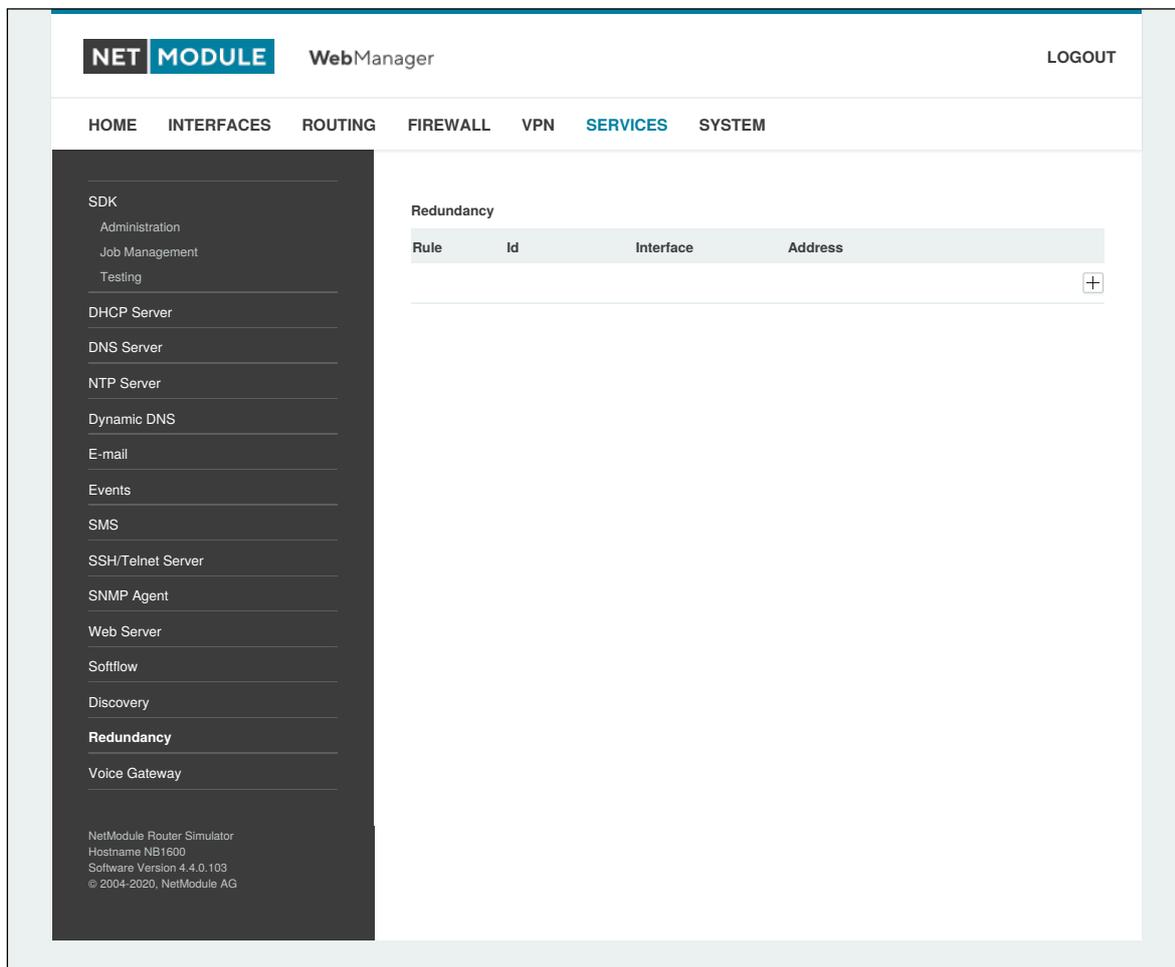 NET MODULE WebManager LOGOUT
HOME INTERFACES ROUTING FIREWALL VPN SERVICES SYSTEM
SDK
Administration
Job Management
Testing
DHCP Server
DNS Server
NTP Server
Dynamic DNS
E-mail
Events
SMS
SSH/Telnet Server
SNMP Agent
Web Server
Softflow
Discovery
Redundancy
Voice Gateway
NetModule Router Simulator
Hostname NB1600
Software Version 4.4.0.103
© 2004-2020, NetModule AG
Redundancy
Rule Id Interface Address